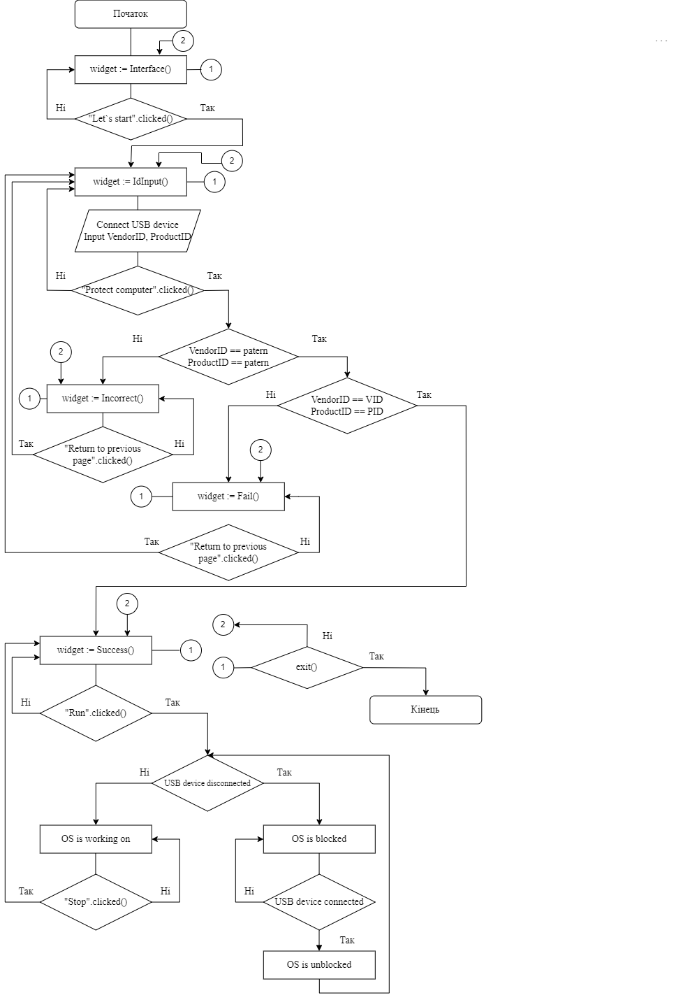 Початок
2
widget := Interface()
1
Ні
Так
"Let`s start".clicked()
2
widget := IdInput()
1
Connect USB device
Input VendorID, ProductID
Ні
Так
"Protect computer".clicked()
Ні
Так
VendorID == patern
ProductID == patern
2
1
widget := Incorrect()
Ні
Так
VendorID == VID
ProductID == PID
Так
Ні
"Return to previous
page".clicked()
2
1
widget := Fail()
Так
Ні
"Return to previous
page".clicked()
2
widget := Success()
1
2
Ні
1
exit()
Так
Кінець
Ні
Так
"Run".clicked()
Ні
Так
USB device disconnected
OS is working on
OS is blocked
Так
Ні
"Stop".clicked()
Ні
USB device connected
Так
OS is unblocked